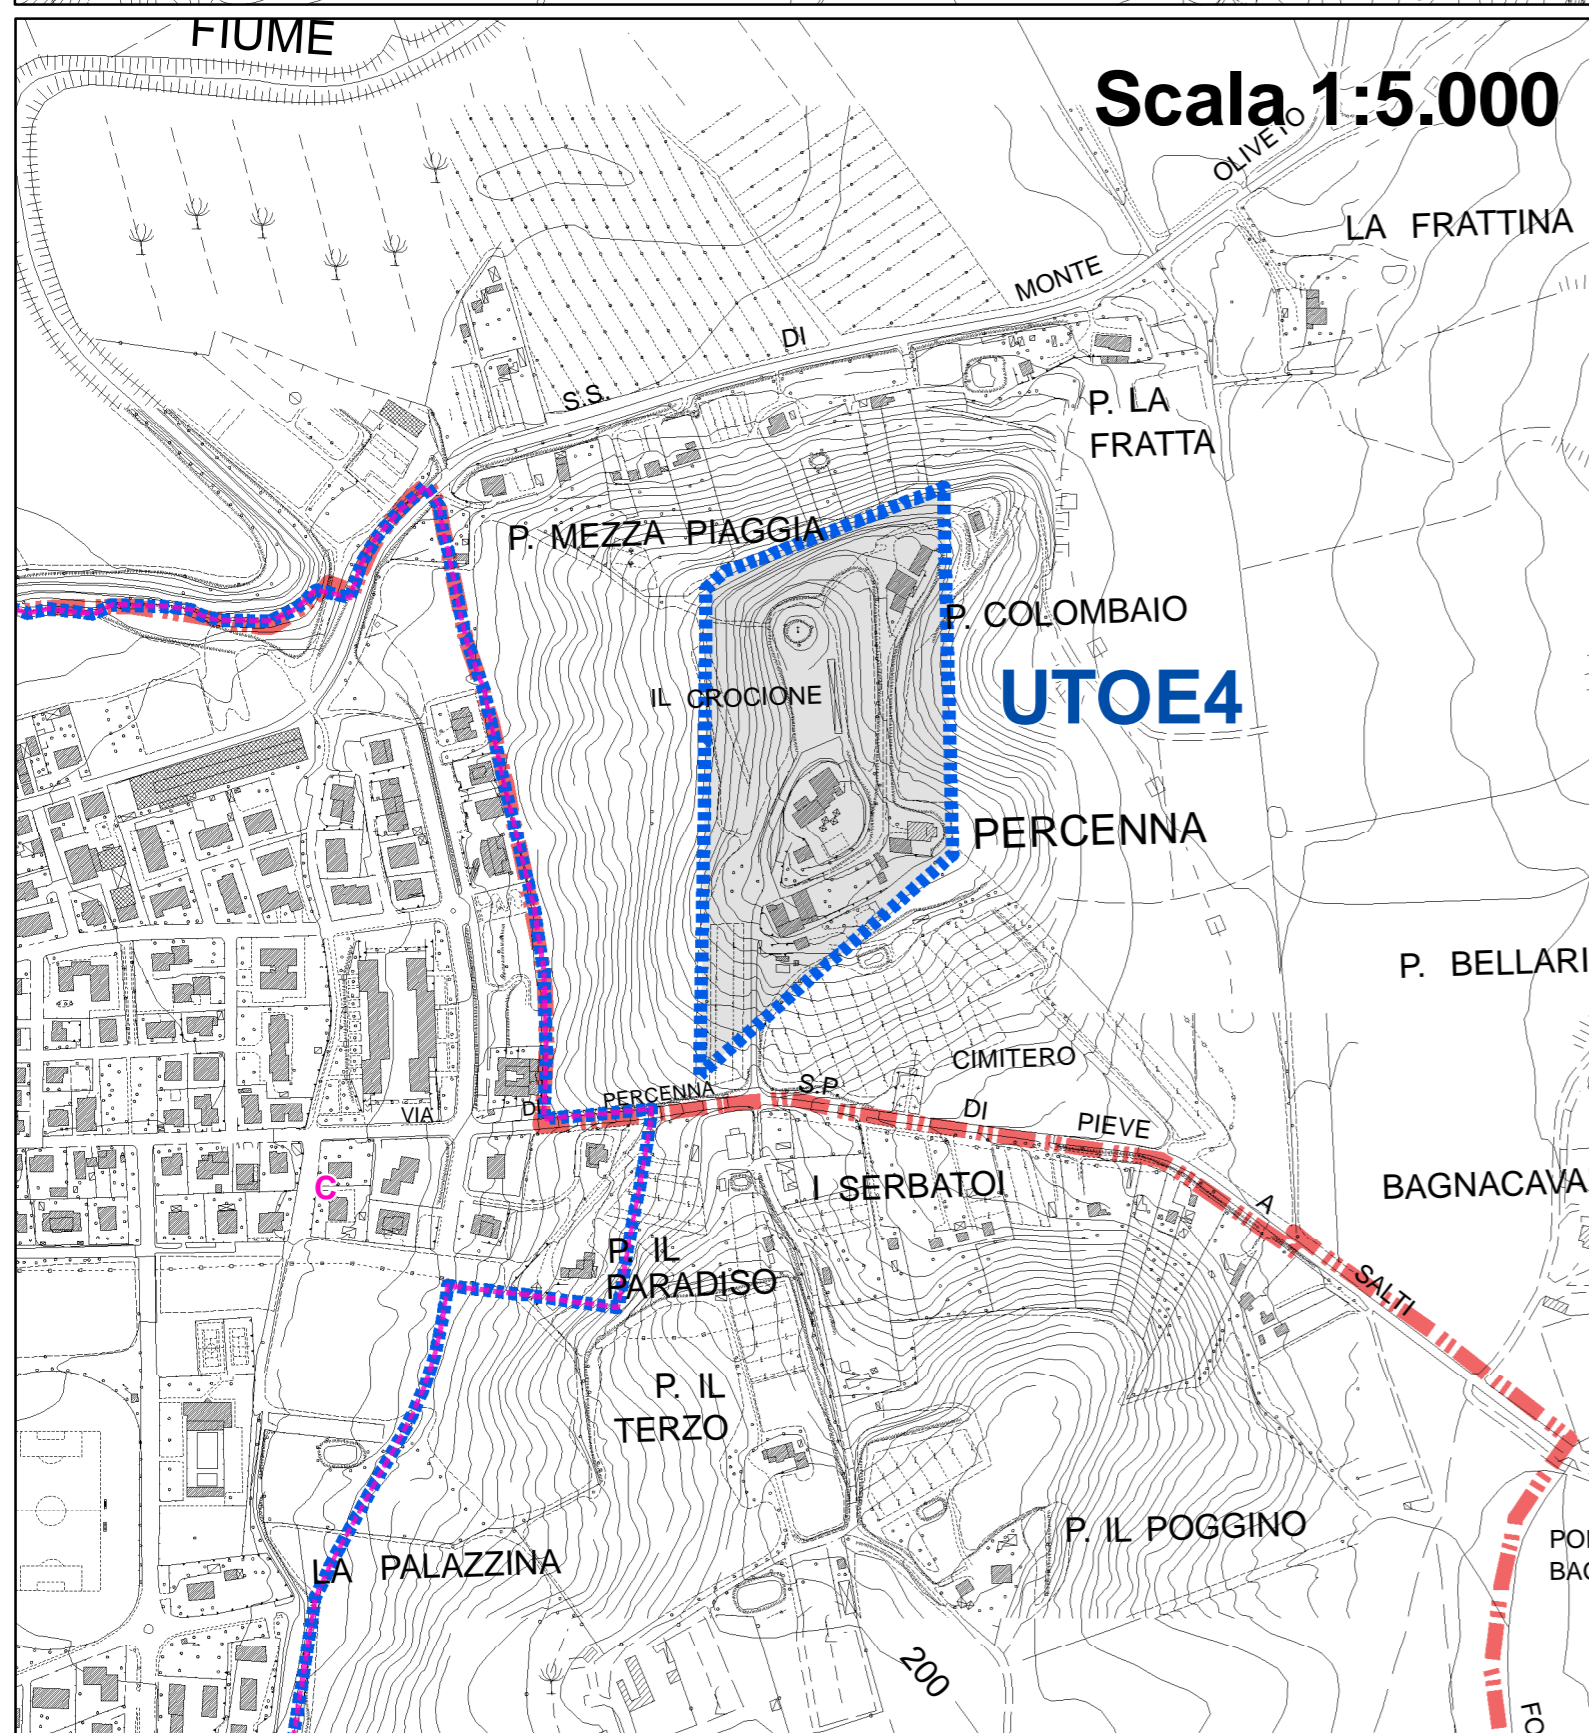 FIUME
Scala 1:5.000
OLIVETO
LA FRATTINA
MONTE
DI
S.S.
P. LA
FRATTA
P. MEZZA PIAGGIA
P. COLOMBAIO
IL CROCIONE
UTOE4
PERCENNA
P. BELLARI
CIMITERO
VIA
DI
PERCENNA
S.P.
DI
PIEVE
A
SALTI
C
I SERBATOI
BAGNACAVA
P. IL
PARADISO
P. IL
TERZO
P. IL POGGINO
LA PALAZZINA
BAG
200
FO